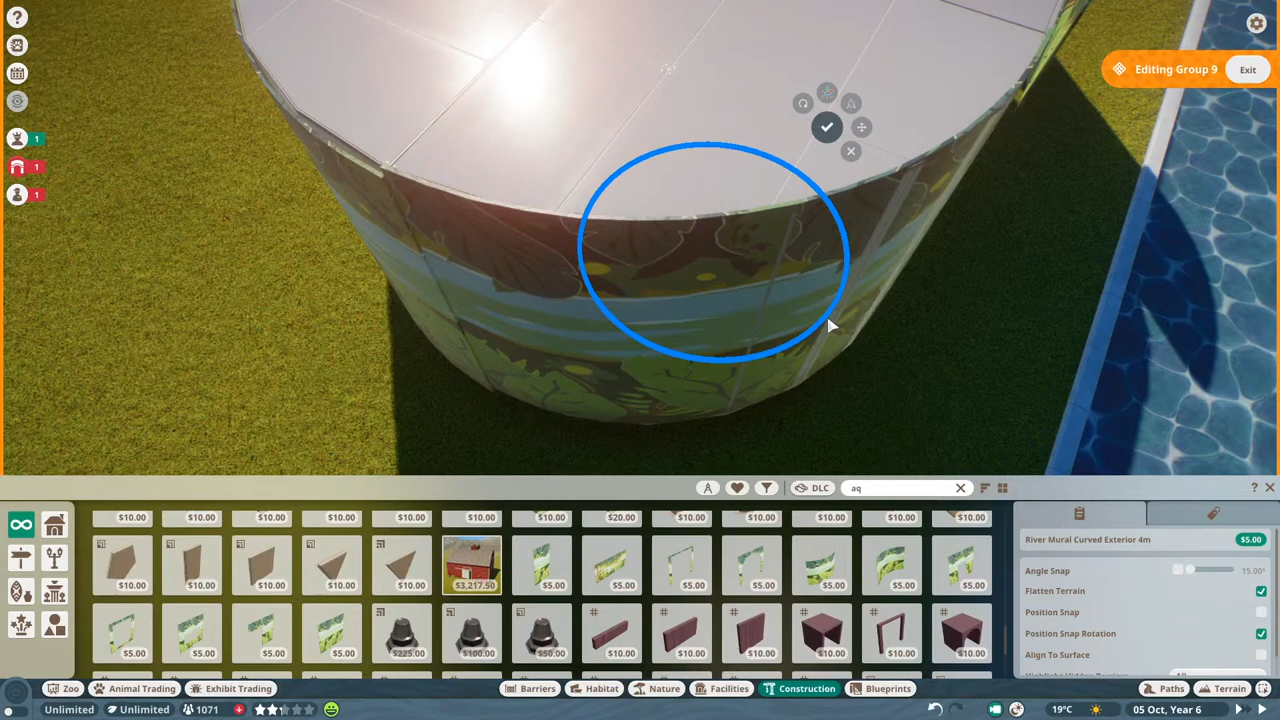 ?
Editing Group 9 Exit
1
1
1
DLC aq ?
$10.00 $10.00 $10.00 $10.00 $10.00 $10.00 $5.00 $20.00 $10.00 $10.00 $10.00 $10.00 $10.00
$10.00 $10.00 $10.00 $10.00 $10.00 $3,217.50 $5.00 $5.00 $5.00 $5.00 $5.00 $5.00 $5.00
$5.00 $5.00 $5.00 $5.00 $225.00 $100.00 $50.00 $10.00 $10.00 $10.00 $10.00 $10.00 $10.00
River Mural Curved Exterior 4m $5.00
Angle Snap 15.00°
Flatten Terrain
Position Snap
Position Snap Rotation
Align To Surface
Zoo Animal Trading Exhibit Trading Barriers Habitat Nature Facilities Construction Blueprints Paths Terrain
Unlimited Unlimited 1071 19°C 05 Oct, Year 6